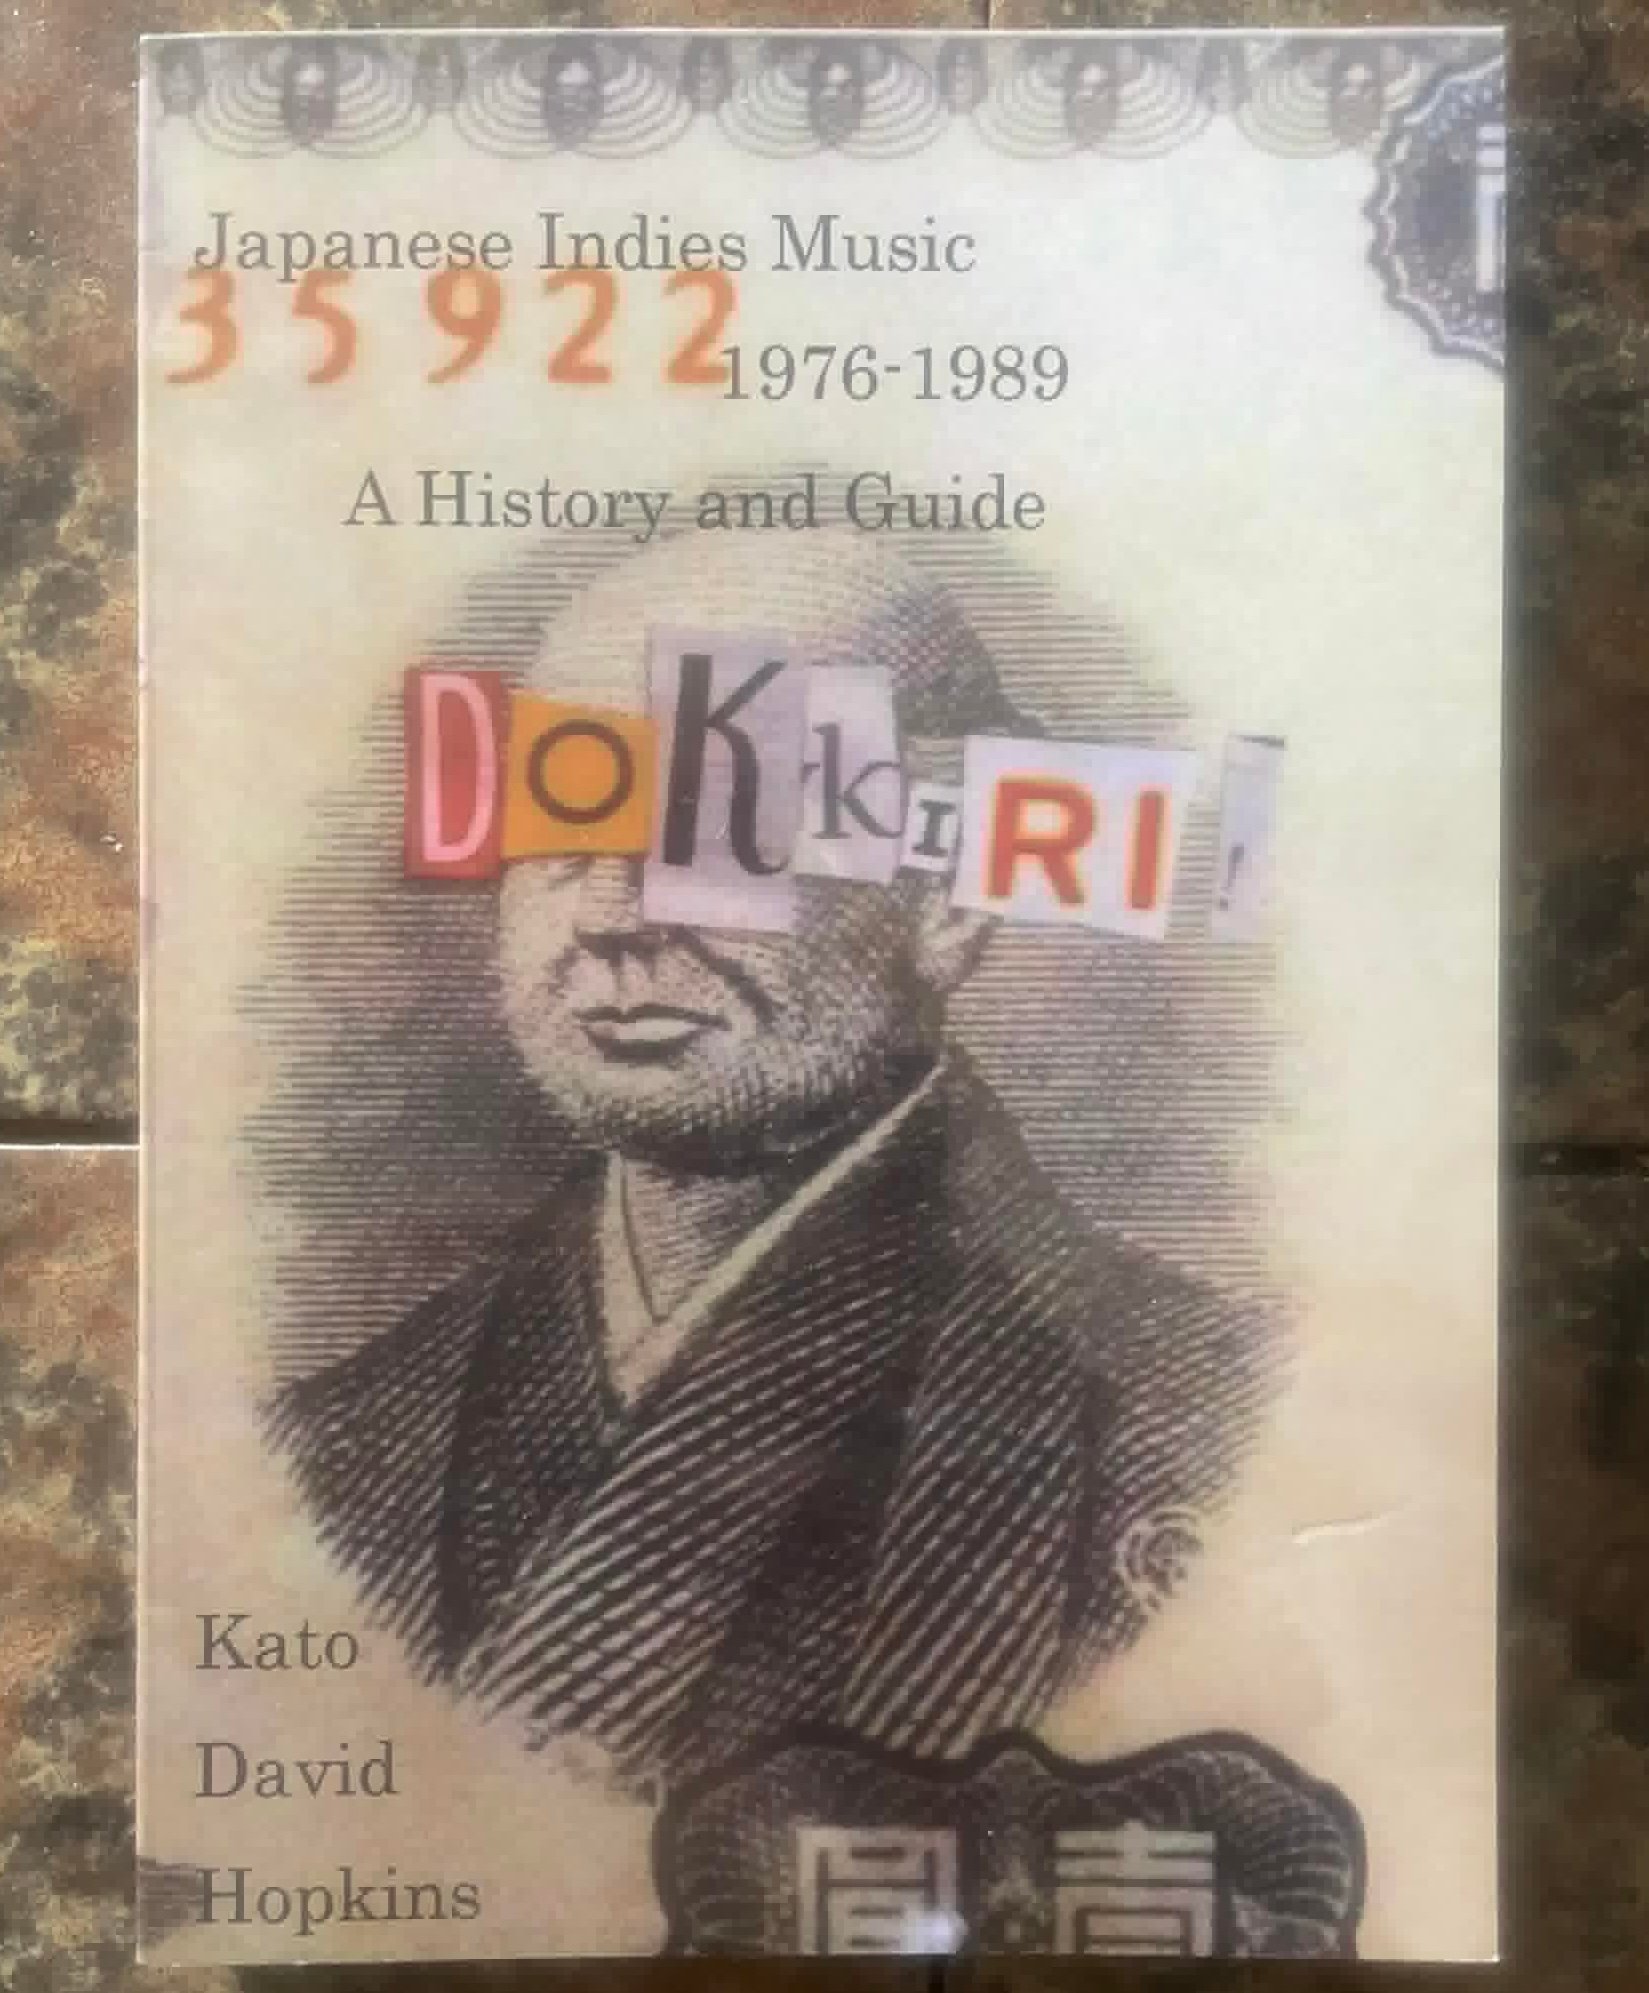 Japanese Indies Music
35922
1976-1989
A History and Guide
DoKkIRI!
Kato
David
Hopkins